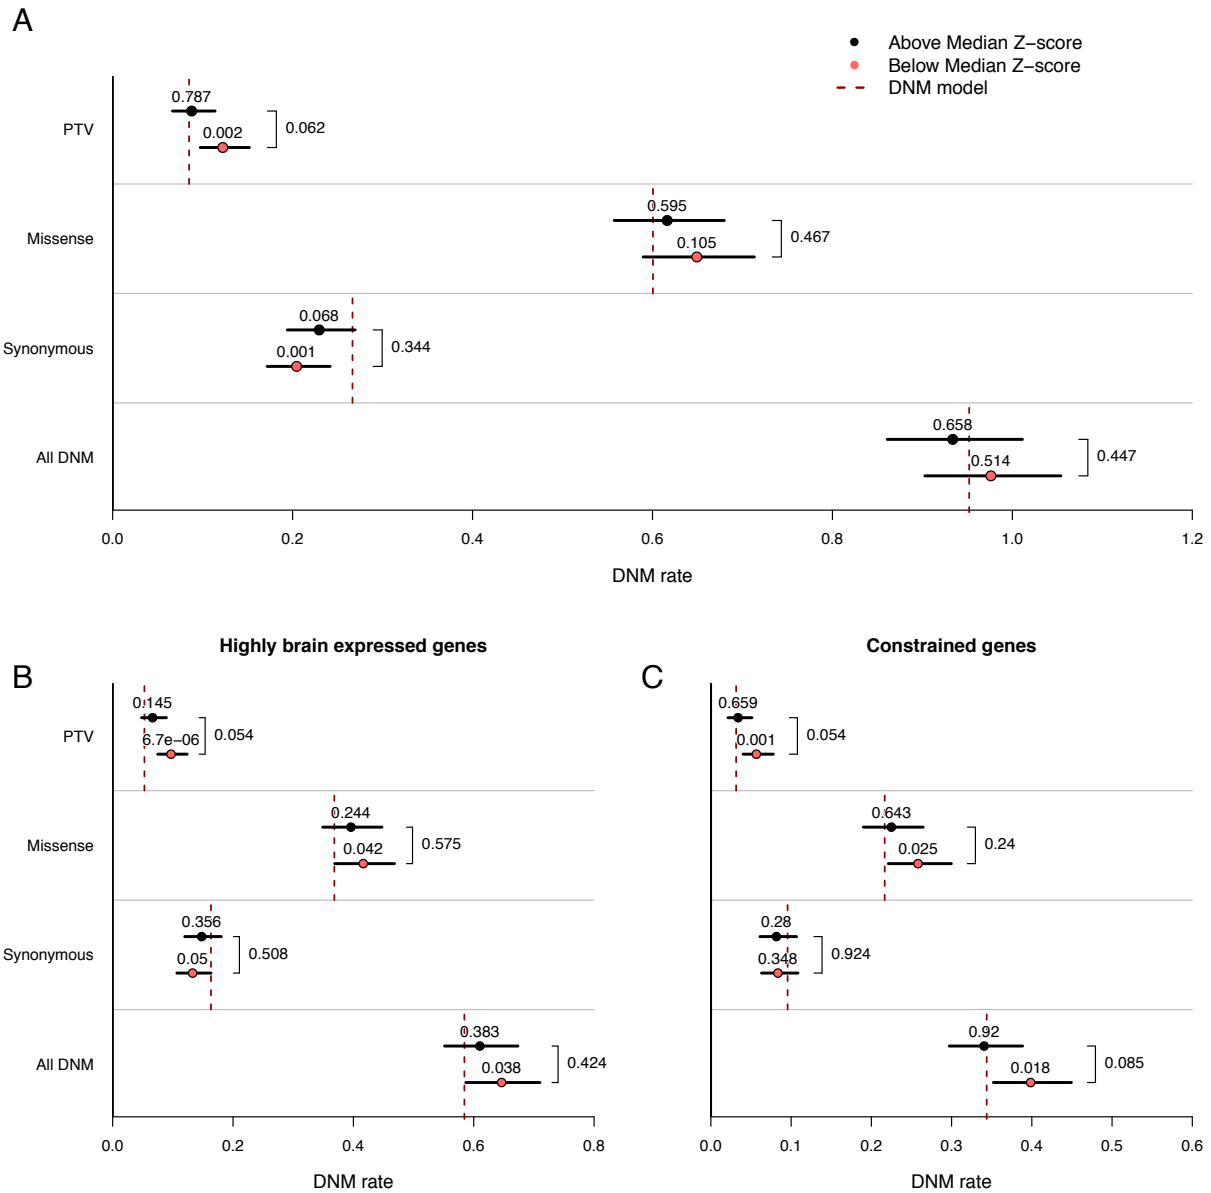 A
Above Median Z−score
Below Median Z−score
DNM model
PTV
0.787
0.002
0.062
Missense
0.595
0.105
0.467
Synonymous
0.068
0.001
0.344
All DNM
0.658
0.514
0.447
0.0 0.2 0.4 0.6 0.8 1.0 1.2
DNM rate
B
Highly brain expressed genes
PTV
0.145
6.7e−06
0.054
Missense
0.244
0.042
0.575
Synonymous
0.356
0.05
0.508
All DNM
0.383
0.038
0.424
0.0 0.2 0.4 0.6 0.8
DNM rate
C
Constrained genes
0.659
0.001
0.054
0.643
0.025
0.24
0.28
0.348
0.924
0.92
0.018
0.085
0.0 0.1 0.2 0.3 0.4 0.5 0.6
DNM rate